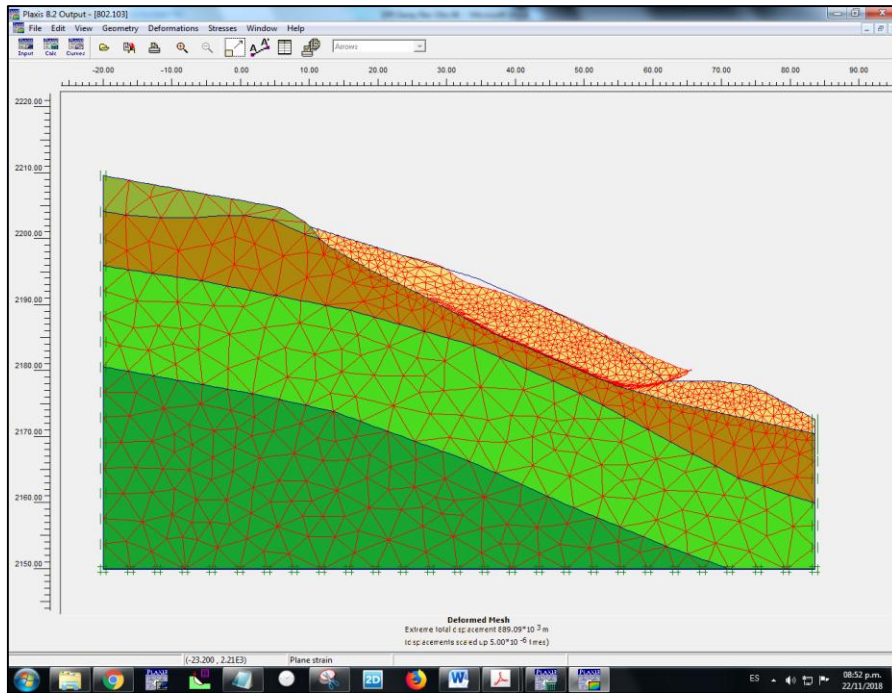 Plaxis 8.2 Output - [802.103]
File Edit View Geometry Deformations Stresses Window Help
Input Calc Curves Arrows
-20.00 -10.00 0.00 10.00 20.00 30.00 40.00 50.00 60.00 70.00 80.00 90.00
2220.00
2210.00
2200.00
2190.00
2180.00
2170.00
2160.00
2150.00
Deformed Mesh
Extreme total displacement 889.09*10 3 m
(displacements scaled up 5.00*10 -6 times)
(-23.200 , 2.21E3) Plane strain
ES 08:52 p.m.
22/11/2018